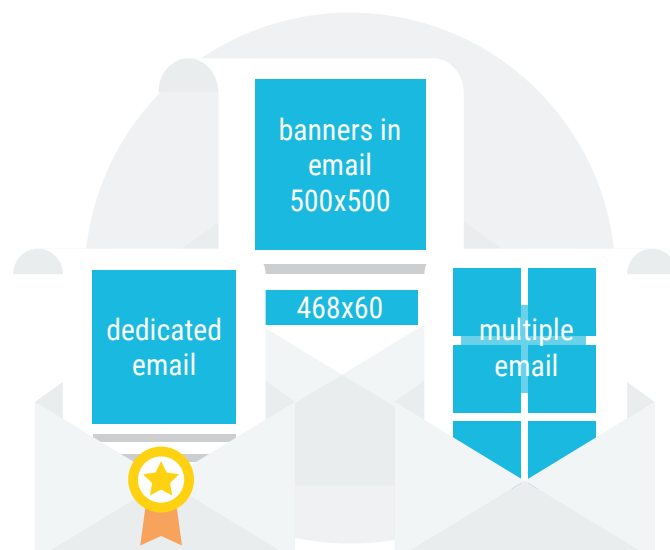 banners in
email
500x500
468x60
dedicated
email
multiple
email